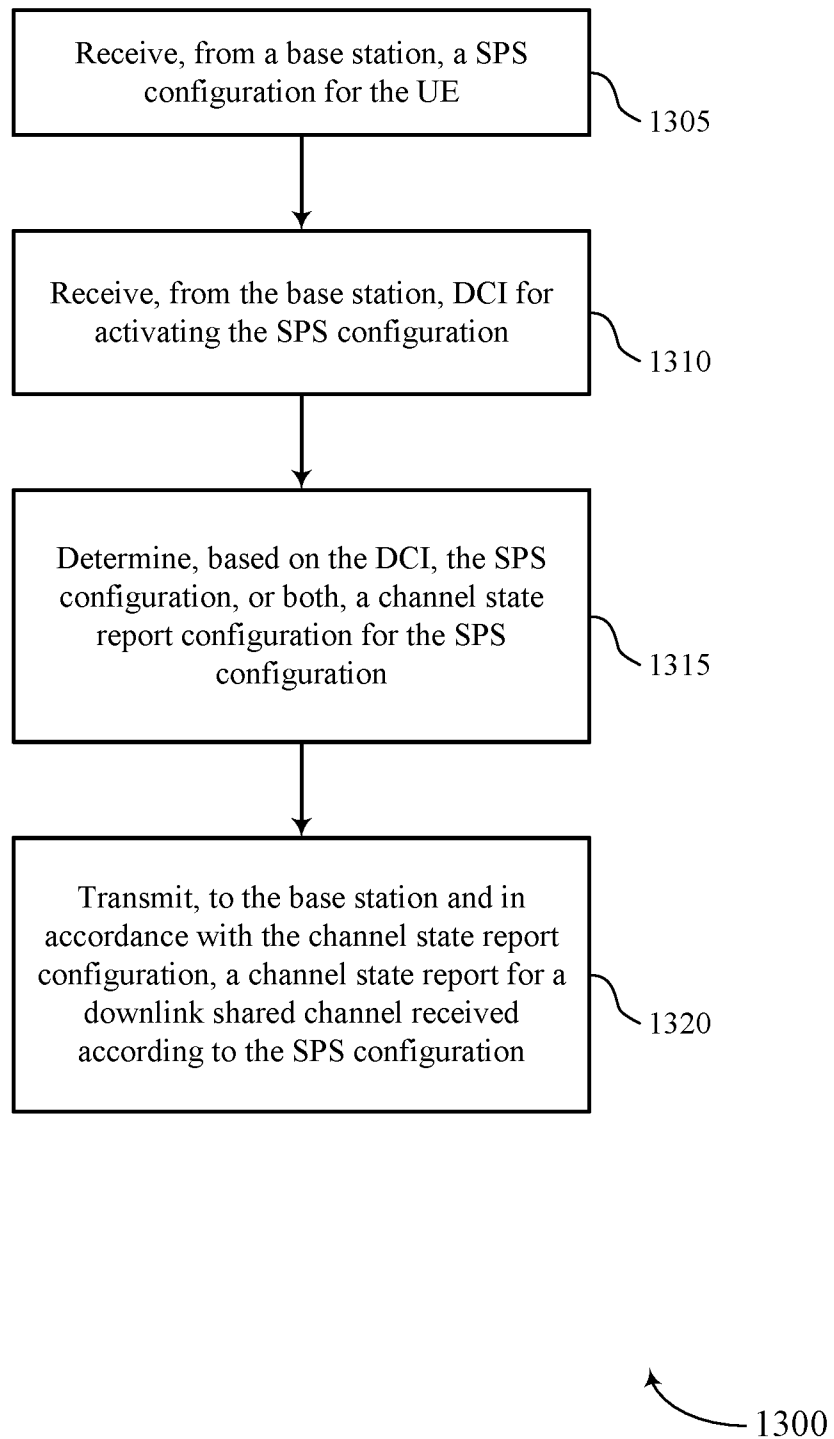 Receive, from a base station, a SPS
configuration for the UE
1305
Receive, from the base station, DCI for
activating the SPS configuration
1310
Determine, based on the DCI, the SPS
configuration, or both, a channel state
report configuration for the SPS
configuration
1315
Transmit, to the base station and in
accordance with the channel state report
configuration, a channel state report for a
downlink shared channel received
according to the SPS configuration
1320
1300